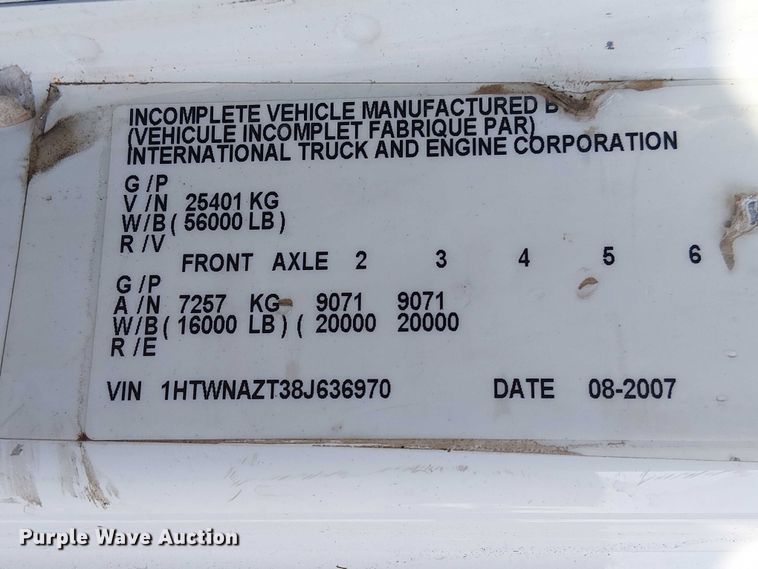 INCOMPLETE VEHICLE MANUFACTURED B
(VEHICULE INCOMPLET FABRIQUE PAR)
INTERNATIONAL TRUCK AND ENGINE CORPORATION
G /P
V /N 25401 KG
W/B ( 56000 LB )
R /V
FRONT AXLE 2 3 4 5 6
G /P
A /N 7257 KG 9071 9071
W/B ( 16000 LB ) ( 20000 20000
R /E
VIN 1HTWNAZT38J636970 DATE 08-2007
Purple Wave Auction